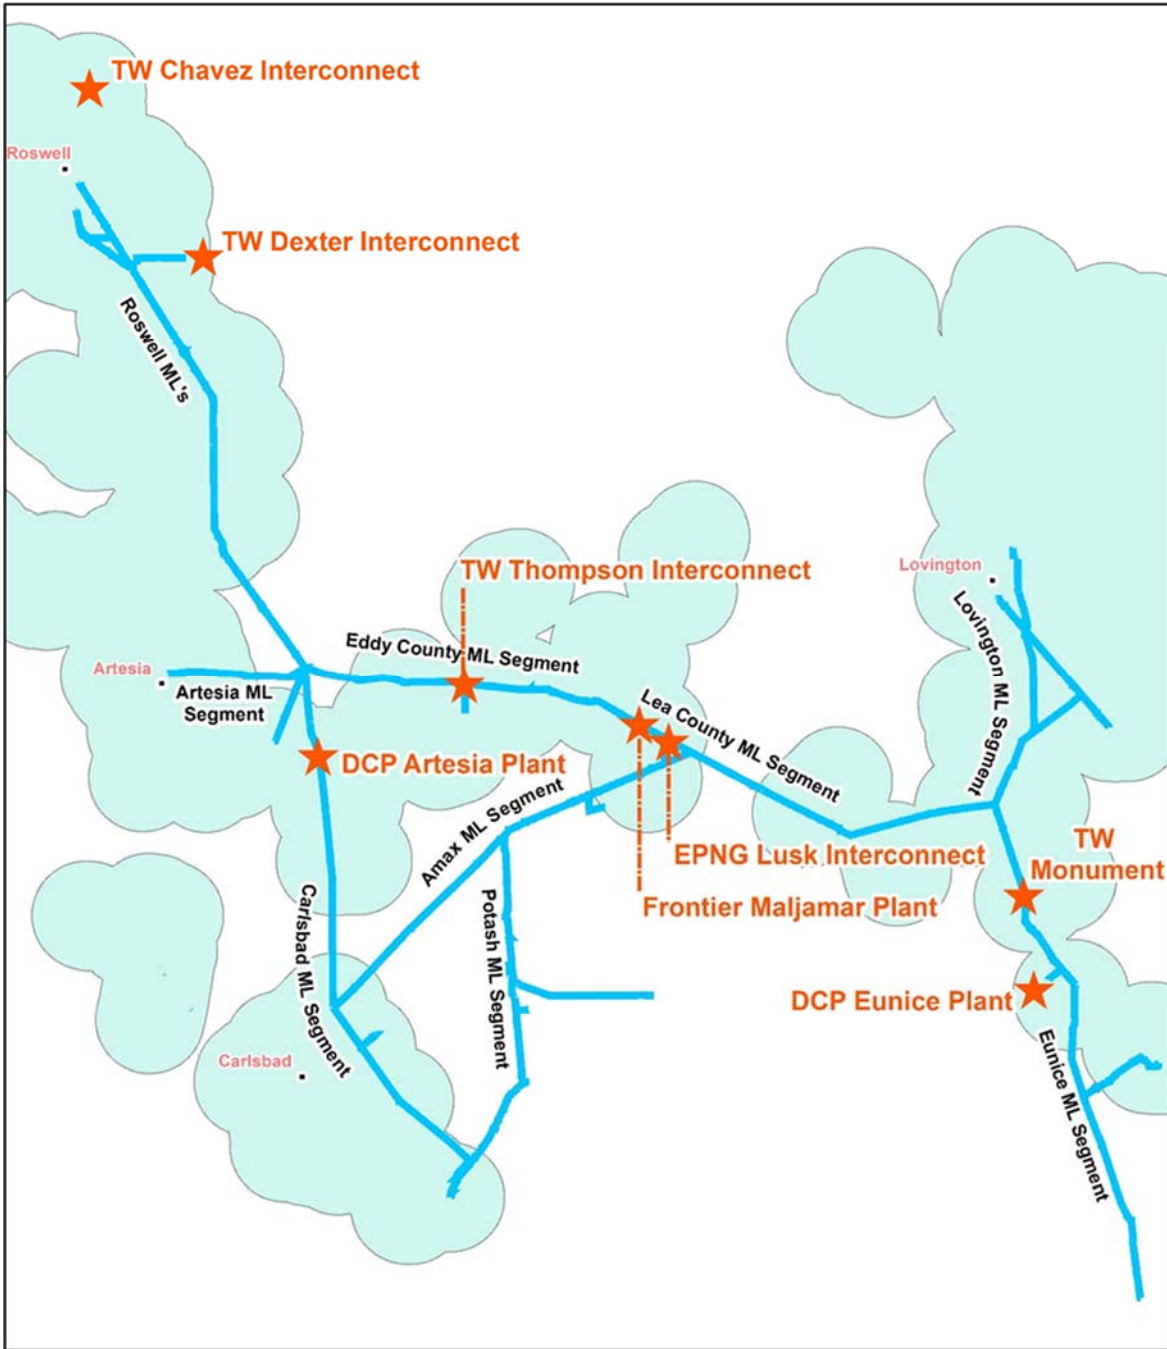 TW Chavez Interconnect
Roswell
TW Dexter Interconnect
Roswell ML's
TW Thompson Interconnect
Lovington
Lovington ML Segment
Eddy County ML Segment
Artesia
Artesia ML
Segment
Lea County ML Segment
DCP Artesia Plant
Amax ML Segment
EPNG Lusk Interconnect
TW
Monument
Frontier Maljamar Plant
Carlsbad ML Segment
Potash ML Segment
DCP Eunice Plant
Carlsbad
Eunice ML Segment